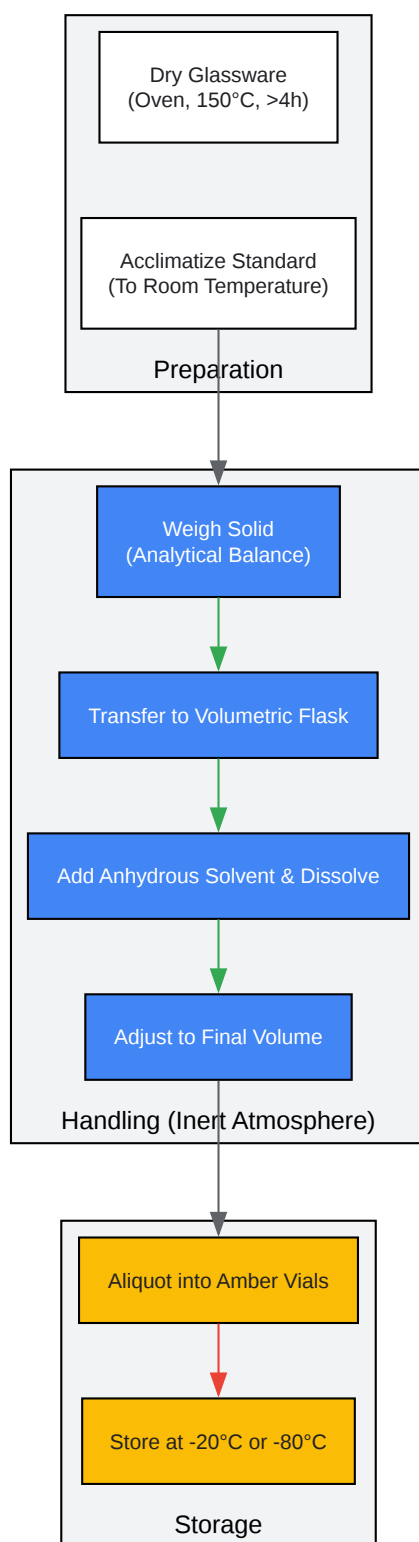 Dry Glassware
(Oven, 150°C, >4h)
Acclimatize Standard
(To Room Temperature)
Preparation
Weigh Solid
(Analytical Balance)
Transfer to Volumetric Flask
Add Anhydrous Solvent & Dissolve
Adjust to Final Volume
Handling (Inert Atmosphere)
Aliquot into Amber Vials
Store at -20°C or -80°C
Storage